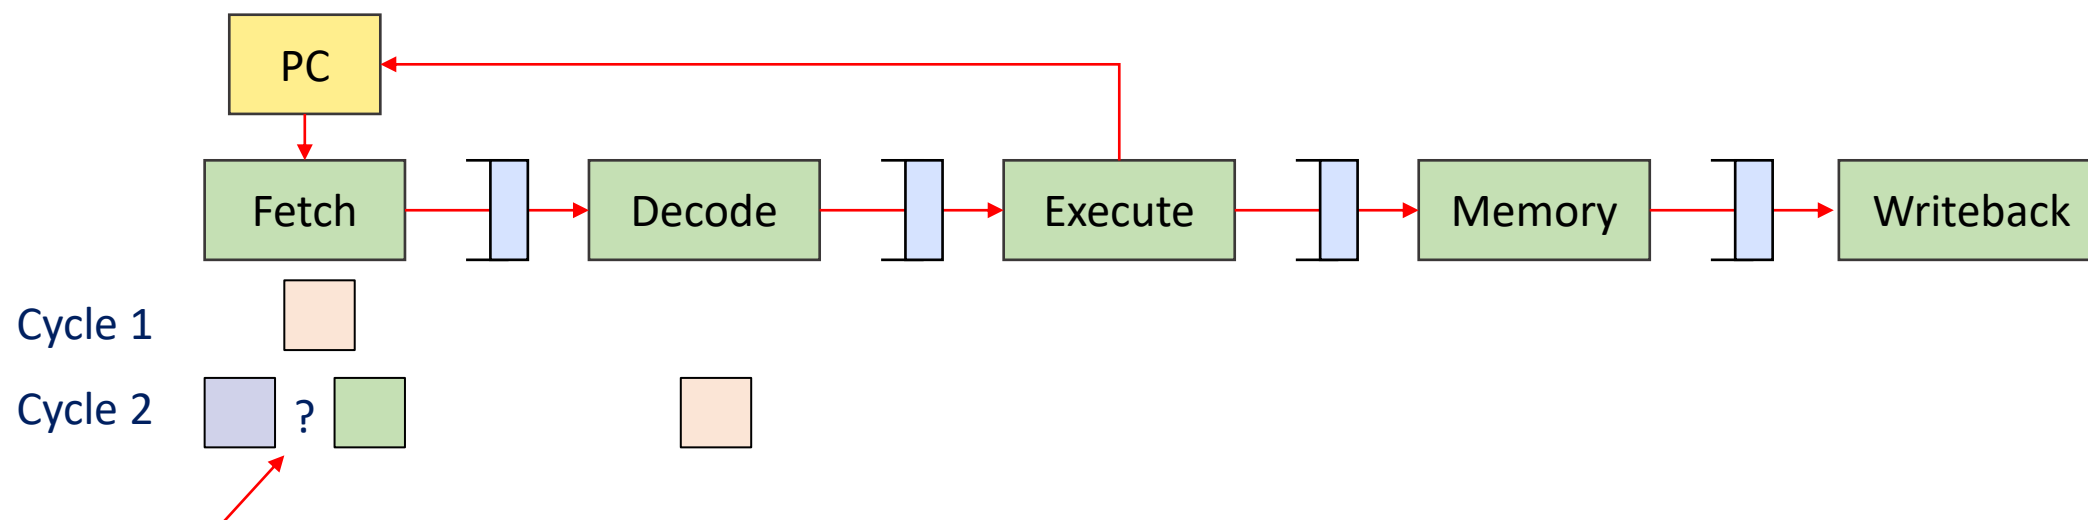 PC
Fetch
Decode
Execute
Memory
Writeback
Cycle 1
Cycle 2
?